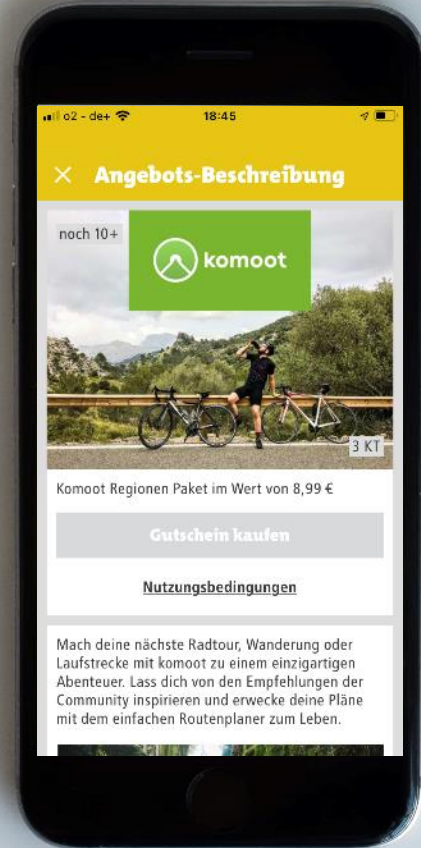 o2 - de+ 18:45
Angebots-Beschreibung
noch 10+
komoot
3 KT
Komoot Regionen Paket im Wert von 8,99 €
Gutschein kaufen
Nutzungsbedingungen
Mach deine nächste Radtour, Wanderung oder
Laufstrecke mit komoot zu einem einzigartigen
Abenteuer. Lass dich von den Empfehlungen der
Community inspirieren und erwecke deine Pläne
mit dem einfachen Routenplaner zum Leben.